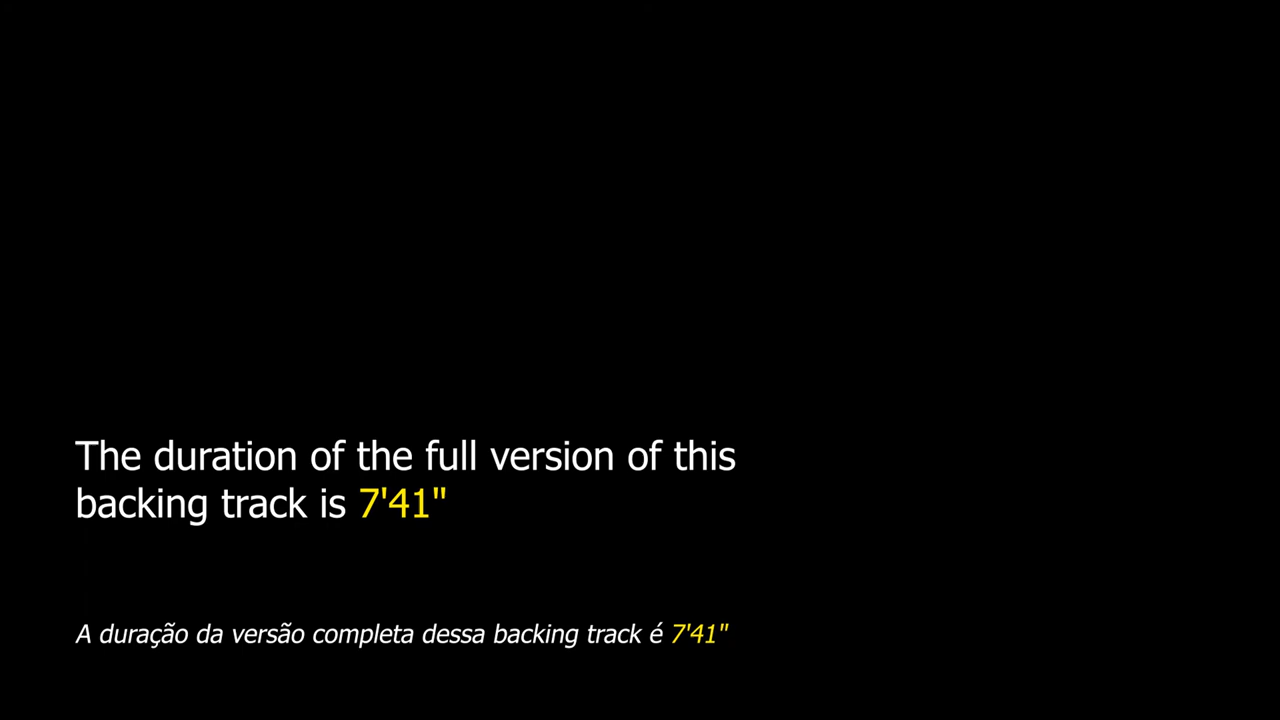 The duration of the full version of this
backing track is 7'41"
A duração da versão completa dessa backing track é 7'41"